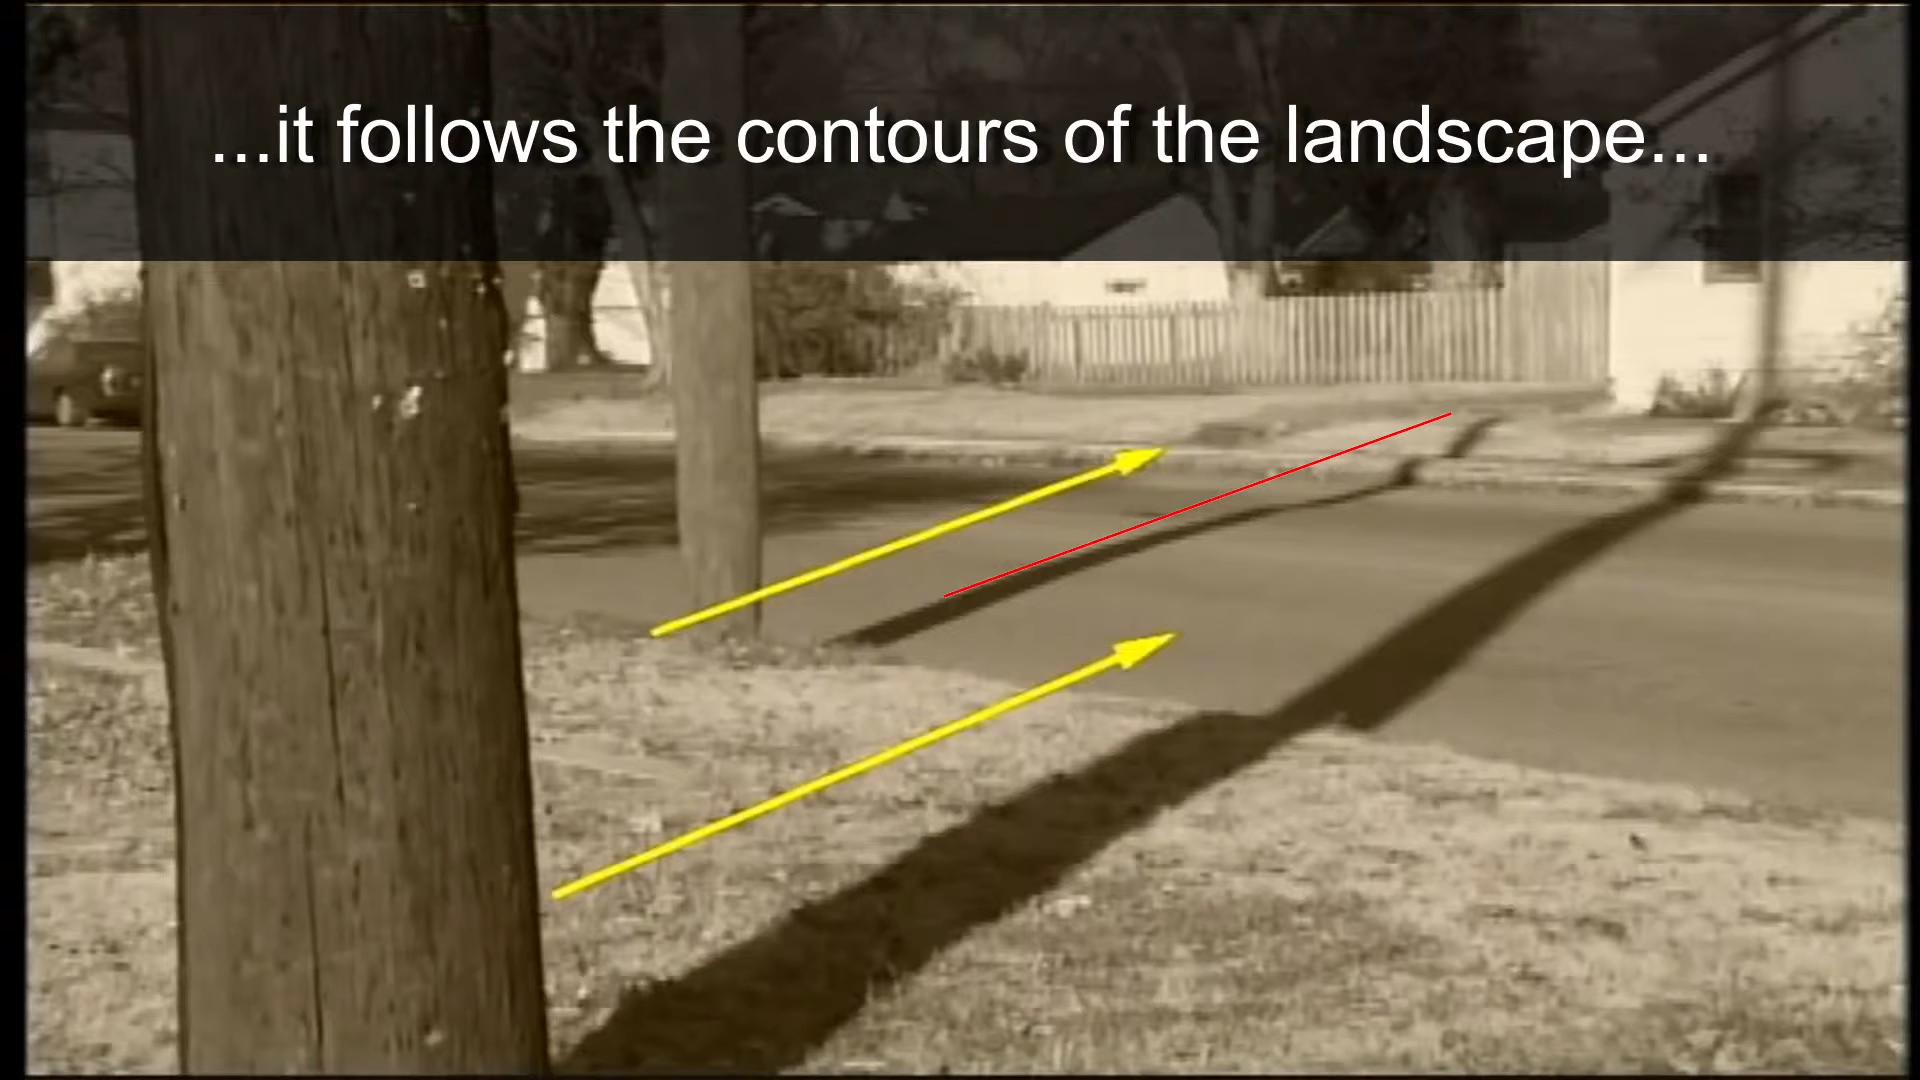 ...it follows the contours of the landscape...